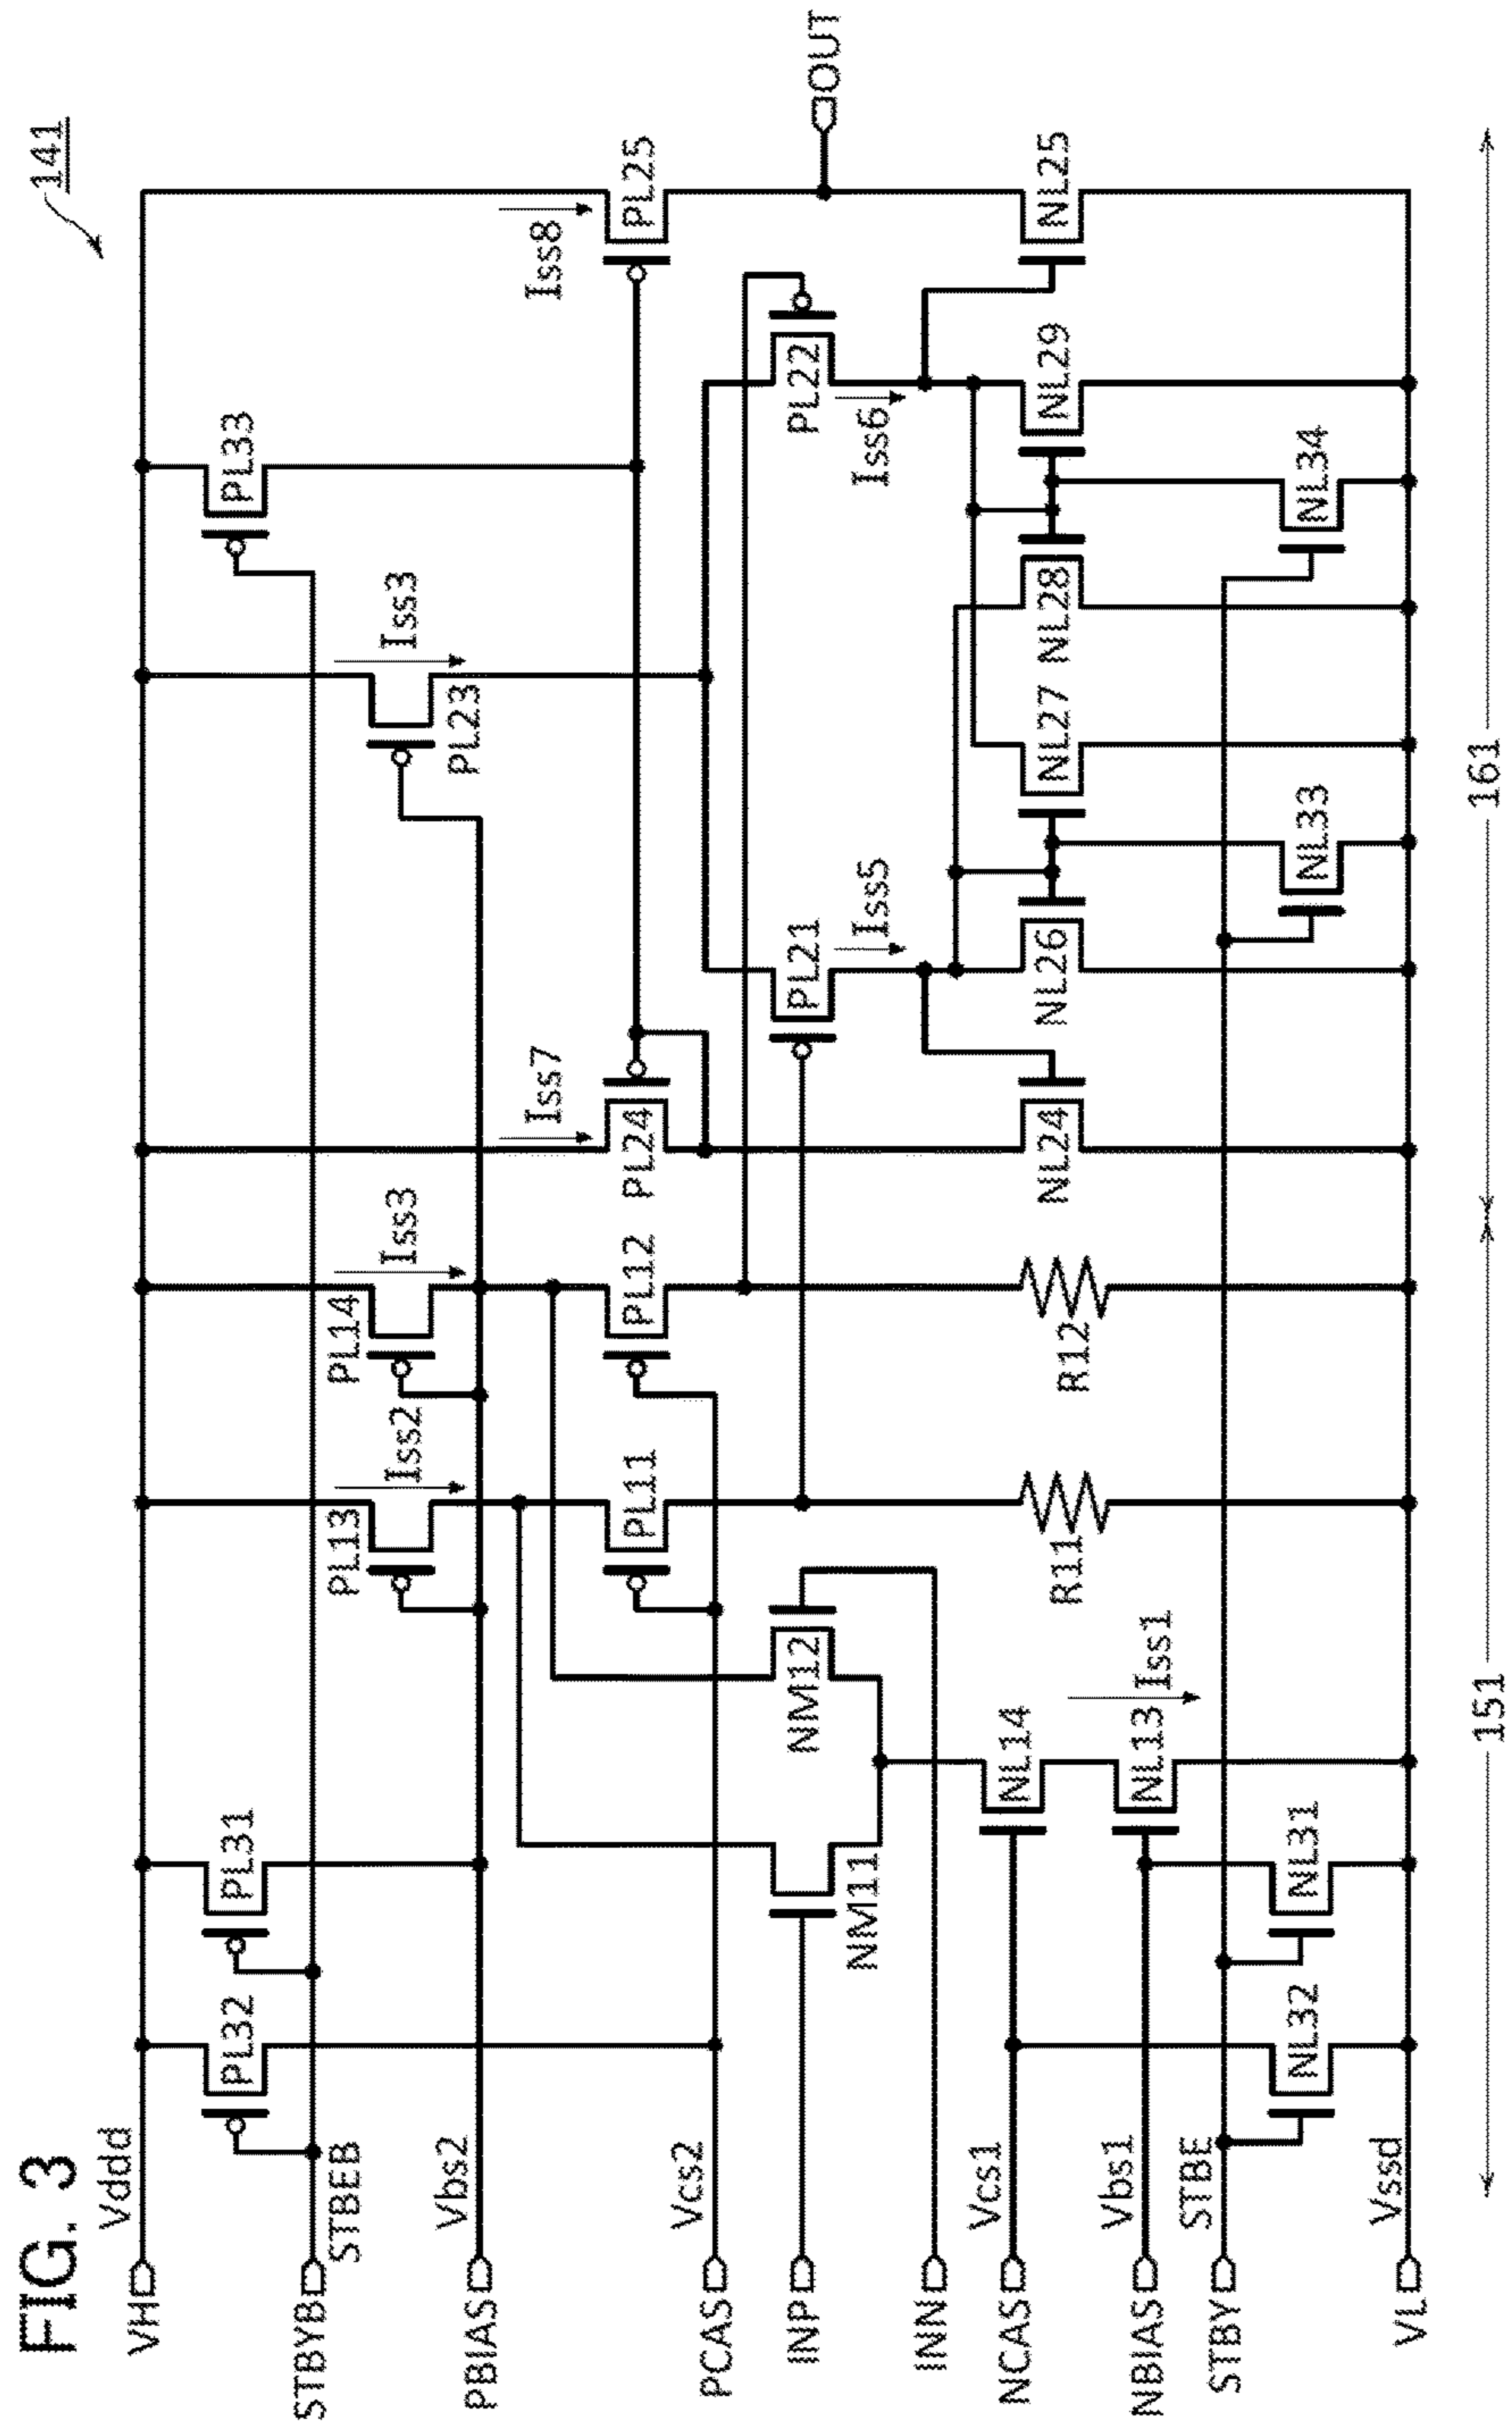 FIG. 3
141
VH
Vddd
STBYB
STBEB
PBIAS
Vbs2
PCAS
Vcs2
INP
INN
NCAS
Vcs1
NBIAS
Vbs1
STBY
STBE
VL
Vssd
OUT
PL32
PL31
PL33
PL13
Iss2
PL14
Iss3
PL23
Iss3
PL11
PL12
PL24
Iss7
PL25
Iss8
NM11
NM12
PL21
Iss5
PL22
Iss6
NL14
NL13
Iss1
R11
R12
NL24
NL26
NL27
NL28
NL29
NL25
NL32
NL31
NL33
NL34
151
161